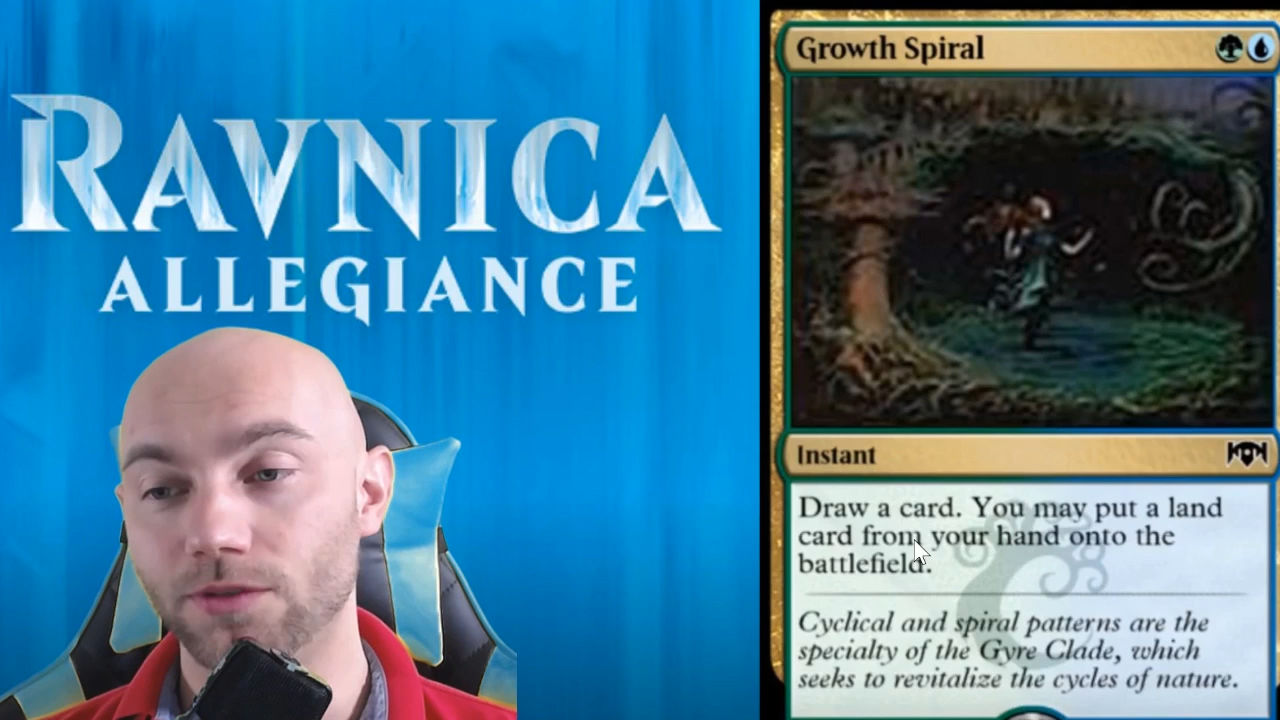 RAVNICA
ALLEGIANCE
Growth Spiral
Instant
Draw a card. You may put a land
card from your hand onto the
battlefield.
Cyclical and spiral patterns are the
specialty of the Gyre Clade, which
seeks to revitalize the cycles of nature.